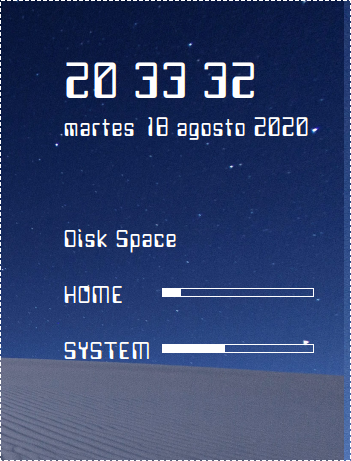 20 33 32
martes 18 agosto 2020
Disk Space
HOME
SYSTEM